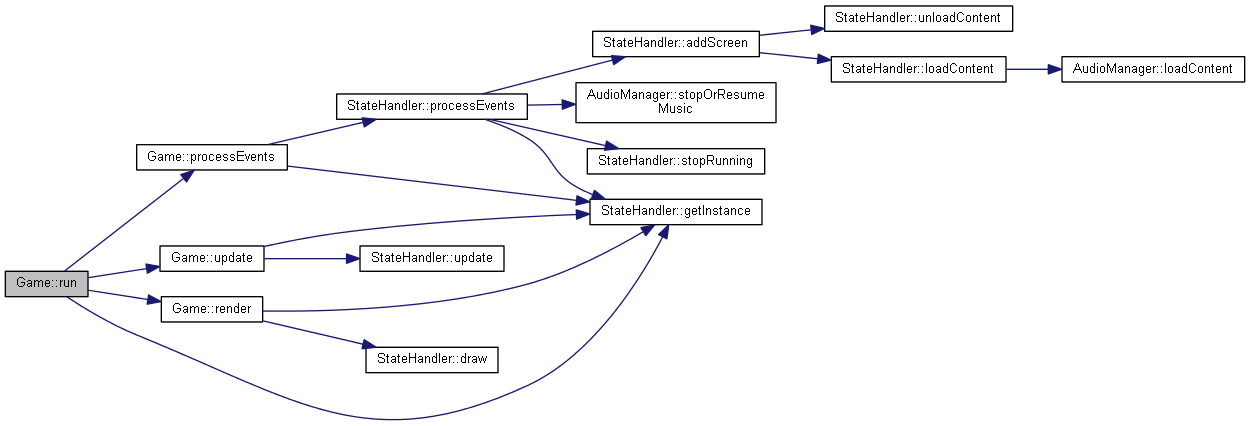 StateHandler::unloadContent
StateHandler::addScreen
StateHandler::loadContent
AudioManager::loadContent
StateHandler::processEvents
AudioManager::stopOrResume
Music
Game::processEvents
StateHandler::stopRunning
StateHandler::getInstance
Game::update
StateHandler::update
Game::run
Game::render
StateHandler::draw